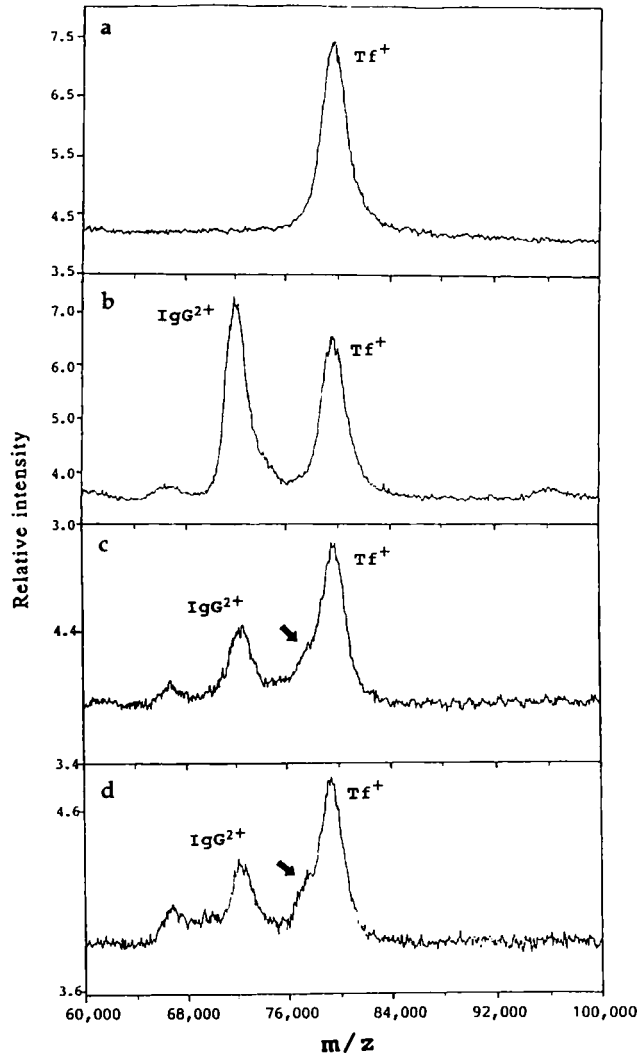 a
7.5
Tf+
6.5
5.5
4.5
3.5
b
7.0
IgG2+
6.0
Tf+
5.0
4.0
3.0
Relative intensity
c
Tf+
IgG2+
4.4
3.4
d
Tf+
4.6
IgG2+
3.6
60,000 68,000 76,000 84,000 92,000 100,000
m/z